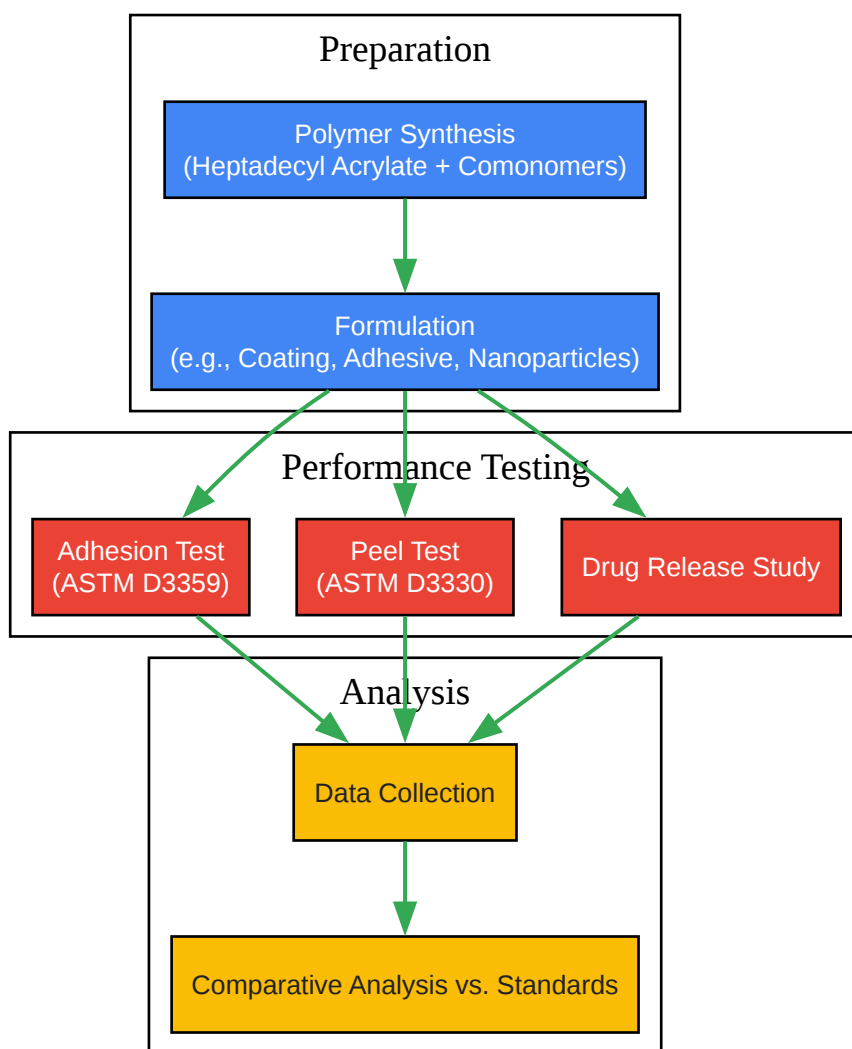 Preparation
Polymer Synthesis
(Heptadecyl Acrylate + Comonomers)
Formulation
(e.g., Coating, Adhesive, Nanoparticles)
Performance Testing
Adhesion Test
(ASTM D3359)
Peel Test
(ASTM D3330)
Drug Release Study
Analysis
Data Collection
Comparative Analysis vs. Standards